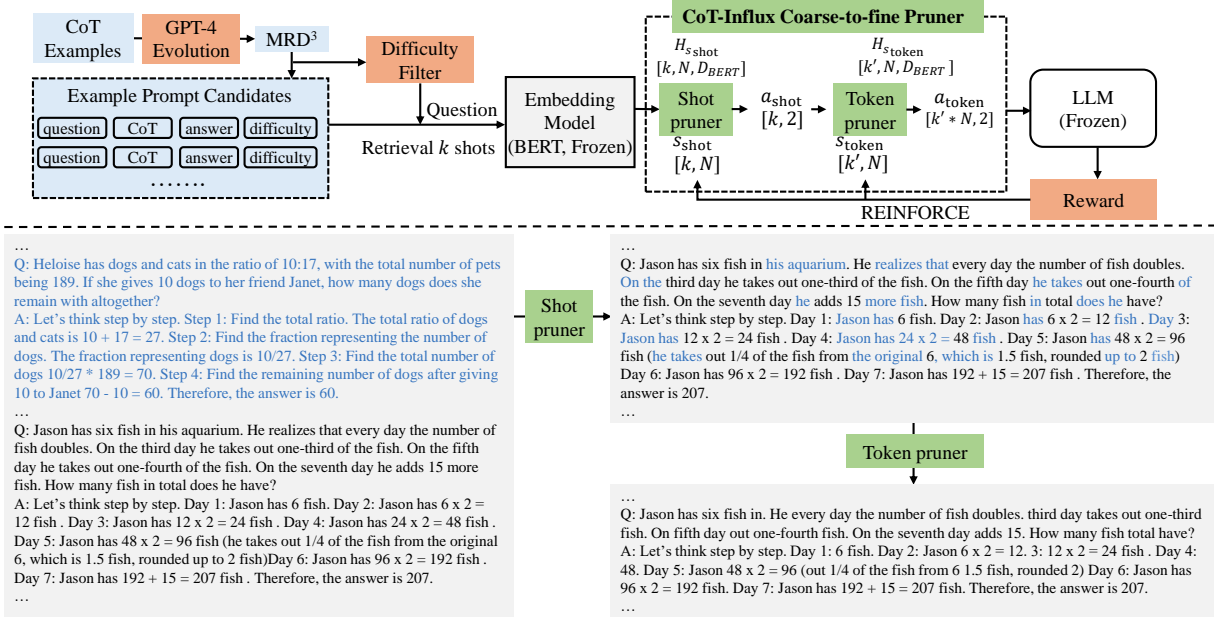 CoT Examples
GPT-4 Evolution
MRD³
Difficulty Filter
Example Prompt Candidates
question CoT answer difficulty
question CoT answer difficulty
.......
Question
Retrieval k shots
Embedding Model (BERT, Frozen)
CoT-Influx Coarse-to-fine Pruner
H_{s_shot}
[k, N, D_BERT]
Shot pruner
s_shot
[k, N]
a_shot
[k, 2]
H_{s_token}
[k′, N, D_BERT]
Token pruner
s_token
[k′, N]
a_token
[k′ * N, 2]
LLM (Frozen)
Reward
REINFORCE
...
Q: Heloise has dogs and cats in the ratio of 10:17, with the total number of pets
being 189. If she gives 10 dogs to her friend Janet, how many dogs does she
remain with altogether?
A: Let's think step by step. Step 1: Find the total ratio. The total ratio of dogs
and cats is 10 + 17 = 27. Step 2: Find the fraction representing the number of
dogs. The fraction representing dogs is 10/27. Step 3: Find the total number of
dogs 10/27 * 189 = 70. Step 4: Find the remaining number of dogs after giving
10 to Janet 70 - 10 = 60. Therefore, the answer is 60.
...
Q: Jason has six fish in his aquarium. He realizes that every day the number of
fish doubles. On the third day he takes out one-third of the fish. On the fifth
day he takes out one-fourth of the fish. On the seventh day he adds 15 more
fish. How many fish in total does he have?
A: Let's think step by step. Day 1: Jason has 6 fish. Day 2: Jason has 6 x 2 =
12 fish . Day 3: Jason has 12 x 2 = 24 fish . Day 4: Jason has 24 x 2 = 48 fish .
Day 5: Jason has 48 x 2 = 96 fish (he takes out 1/4 of the fish from the original
6, which is 1.5 fish, rounded up to 2 fish)Day 6: Jason has 96 x 2 = 192 fish .
Day 7: Jason has 192 + 15 = 207 fish . Therefore, the answer is 207.
...
Shot pruner
...
Q: Jason has six fish in his aquarium. He realizes that every day the number of fish doubles.
On the third day he takes out one-third of the fish. On the fifth day he takes out one-fourth of
the fish. On the seventh day he adds 15 more fish. How many fish in total does he have?
A: Let's think step by step. Day 1: Jason has 6 fish. Day 2: Jason has 6 x 2 = 12 fish . Day 3:
Jason has 12 x 2 = 24 fish . Day 4: Jason has 24 x 2 = 48 fish . Day 5: Jason has 48 x 2 = 96
fish (he takes out 1/4 of the fish from the original 6, which is 1.5 fish, rounded up to 2 fish)
Day 6: Jason has 96 x 2 = 192 fish . Day 7: Jason has 192 + 15 = 207 fish . Therefore, the
answer is 207.
...
Token pruner
...
Q: Jason has six fish in. He every day the number of fish doubles. third day takes out one-third
fish. On fifth day out one-fourth fish. On the seventh day adds 15. How many fish total have?
A: Let's think step by step. Day 1: 6 fish. Day 2: Jason 6 x 2 = 12. 3: 12 x 2 = 24 fish . Day 4:
48. Day 5: Jason 48 x 2 = 96 (out 1/4 of the fish from 6 1.5 fish, rounded 2) Day 6: Jason has
96 x 2 = 192 fish. Day 7: Jason has 192 + 15 = 207 fish. Therefore, the answer is 207.
...